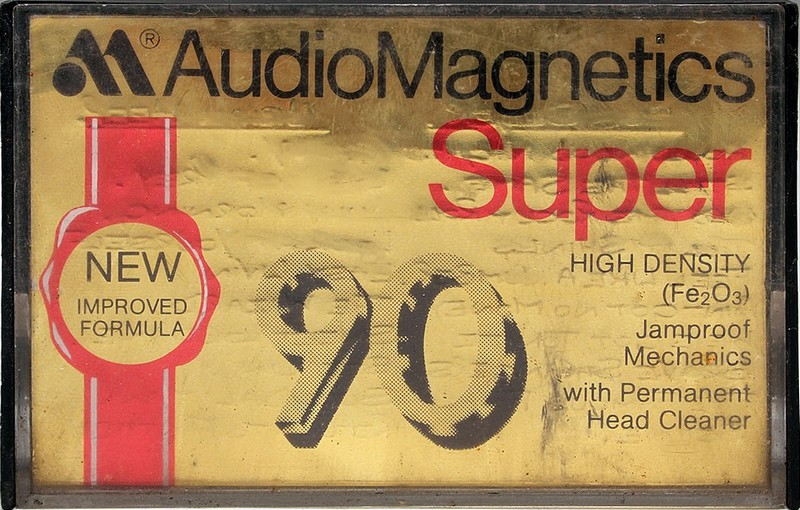 ® AudioMagnetics
Super
NEW
IMPROVED
FORMULA
90
HIGH DENSITY
(Fe₂O₃)
Jamproof
Mechanics
with Permanent
Head Cleaner